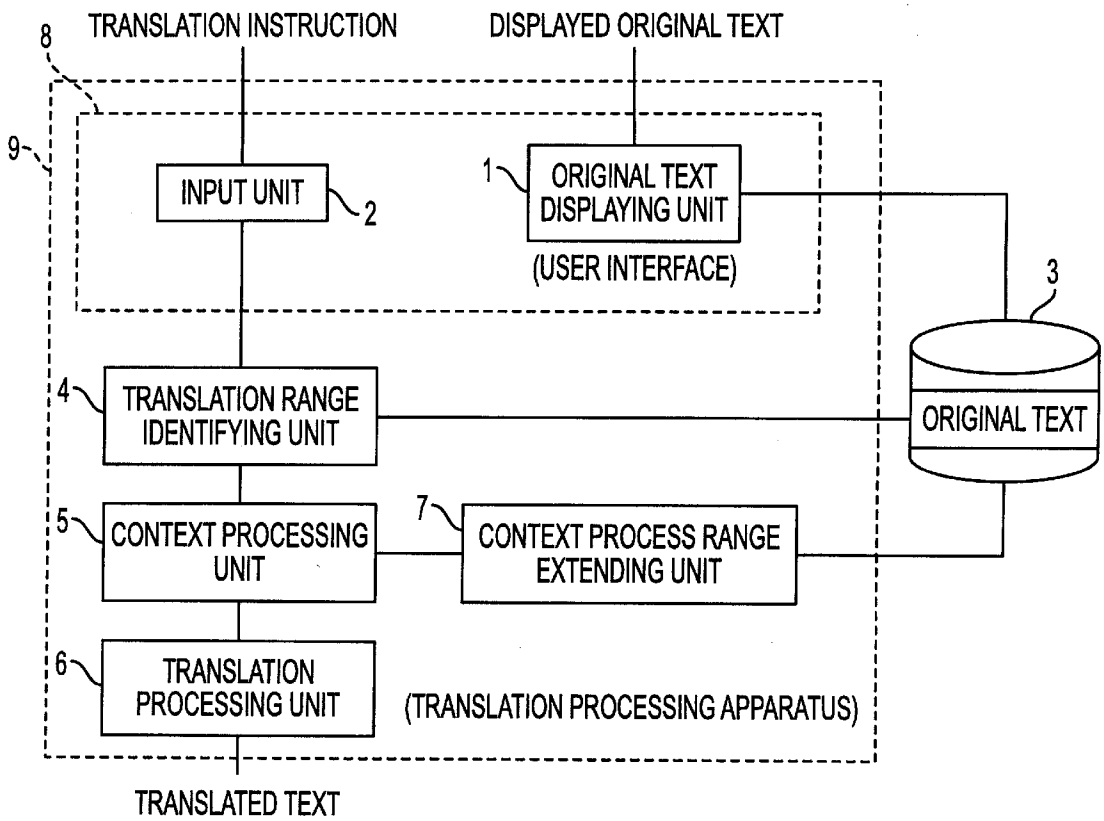 TRANSLATION INSTRUCTION
DISPLAYED ORIGINAL TEXT
8
9
INPUT UNIT
2
1
ORIGINAL TEXT
DISPLAYING UNIT
(USER INTERFACE)
3
ORIGINAL TEXT
4
TRANSLATION RANGE
IDENTIFYING UNIT
5
CONTEXT PROCESSING
UNIT
7
CONTEXT PROCESS RANGE
EXTENDING UNIT
6
TRANSLATION
PROCESSING UNIT
(TRANSLATION PROCESSING APPARATUS)
TRANSLATED TEXT